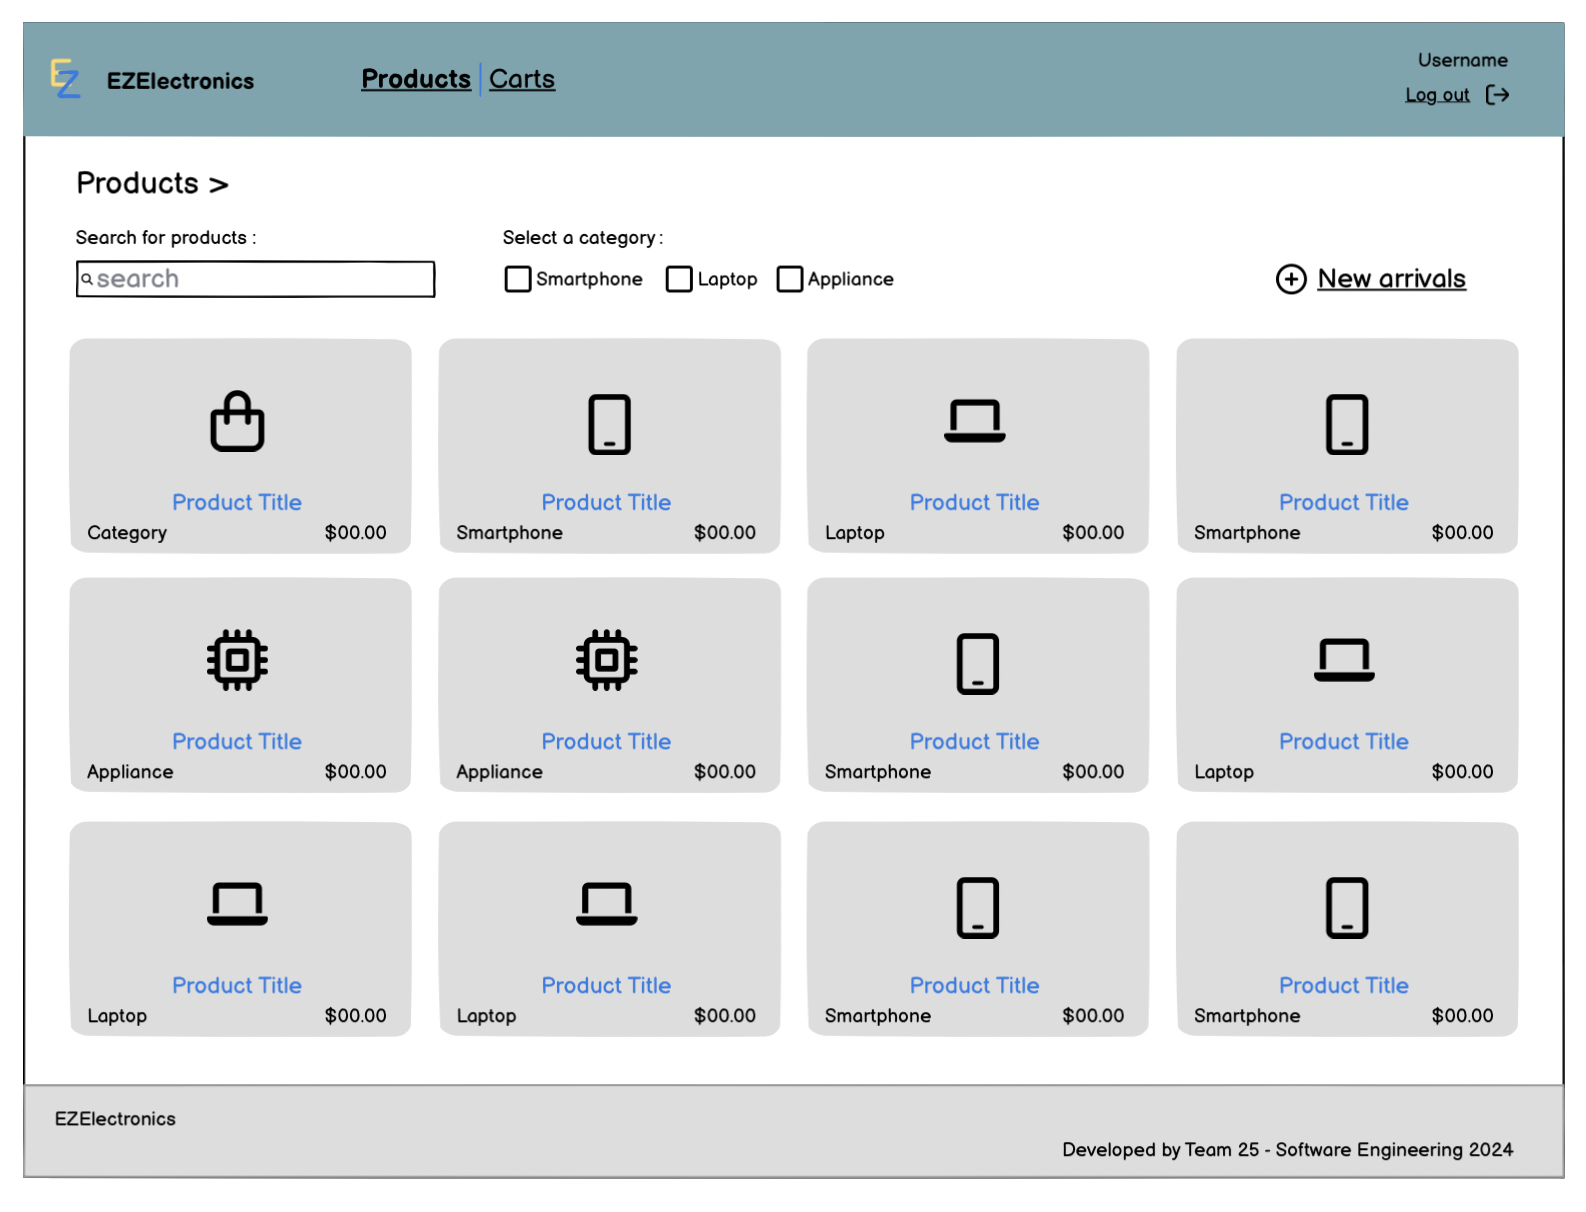 EZ EZElectronics Products Carts
Username
Log out
Products >
Search for products :
Select a category :
search
Smartphone Laptop Appliance
New arrivals
Product Title Product Title Product Title Product Title
Category $00.00 Smartphone $00.00 Laptop $00.00 Smartphone $00.00
Product Title Product Title Product Title Product Title
Appliance $00.00 Appliance $00.00 Smartphone $00.00 Laptop $00.00
Product Title Product Title Product Title Product Title
Laptop $00.00 Laptop $00.00 Smartphone $00.00 Smartphone $00.00
EZElectronics
Developed by Team 25 - Software Engineering 2024